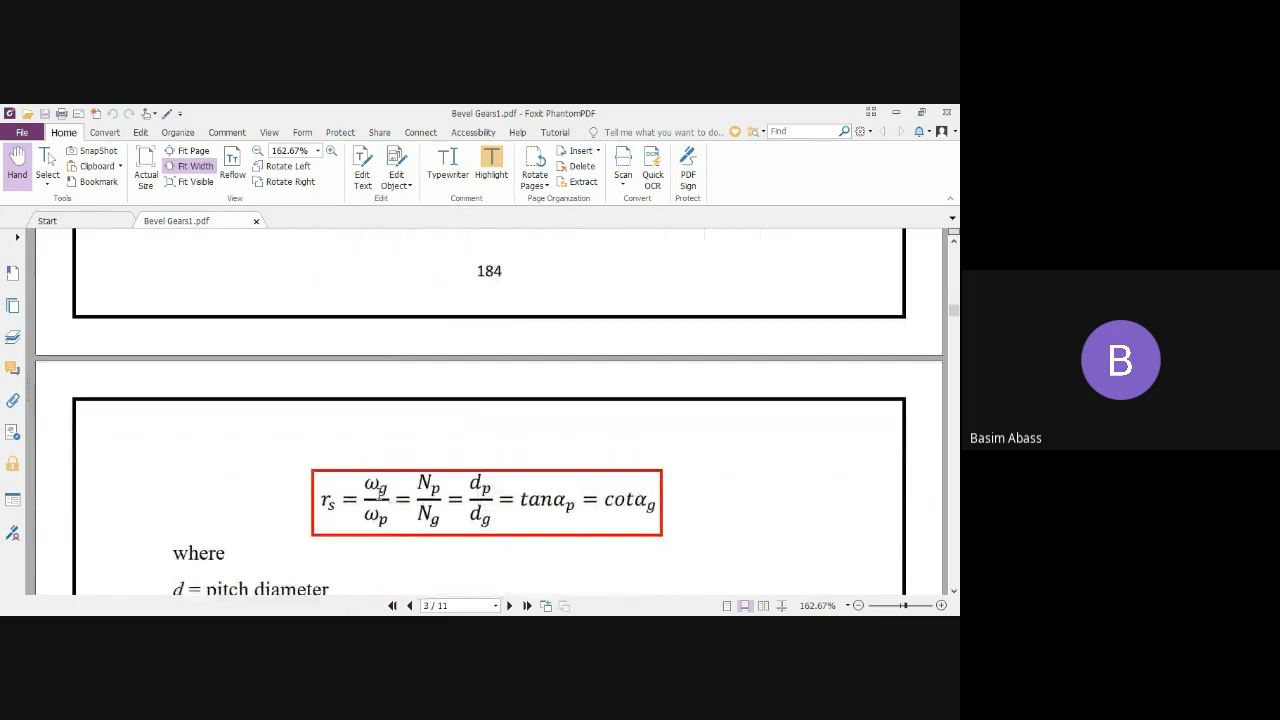 Bevel Gears1.pdf - Foxit PhantomPDF
File Home Convert Edit Organize Comment View Form Protect Share Connect Accessibility Help Tutorial Tell me what you want to do.. Find
Hand Select SnapShot Clipboard Bookmark
Actual Size Fit Page Fit Width Fit Visible Reflow 162.67% Rotate Left Rotate Right
Edit Text Edit Object Typewriter Highlight Rotate Pages Insert Delete Extract Scan Quick OCR PDF Sign
Tools View Edit Comment Page Organization Convert Protect
Start Bevel Gears1.pdf
184
r_s = ω_g/ω_p = N_p/N_g = d_p/d_g = tanα_p = cotα_g
where
d = pitch diameter
3 / 11 162.67%
B
Basim Abass